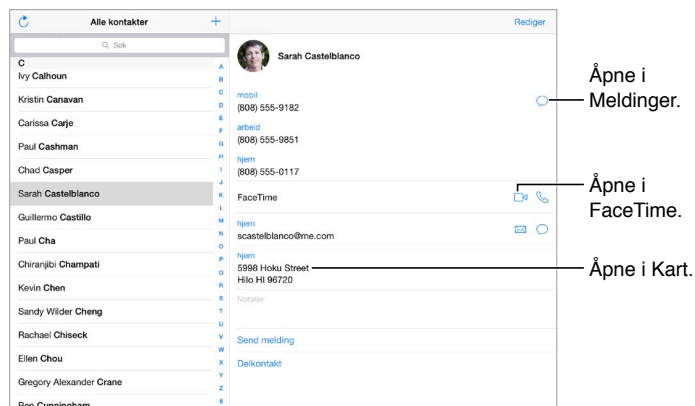 Alle kontakter
+
Søk
C
Ivy Calhoun
Kristin Canavan
Carissa Carje
Paul Cashman
Chad Casper
Sarah Castelblanco
Guillermo Castillo
Paul Cha
Chiranjibi Champati
Kevin Chen
Sandy Wilder Cheng
Rachael Chiseck
Ellen Chou
Gregory Alexander Crane
Ren Cunningham
A
B
C
D
E
F
G
H
I
J
K
L
M
N
O
P
Q
R
S
T
U
V
W
X
Y
Z
Rediger
Sarah Castelblanco
mobil
(808) 555-9182
arbeid
(808) 555-9851
hjem
(808) 555-0117
FaceTime
hjem
scastelblanco@me.com
hjem
5998 Hoku Street
Hilo HI 96720
Notater
Send melding
Delkontakt
Åpne i
Meldinger.
Åpne i
FaceTime.
Åpne i Kart.